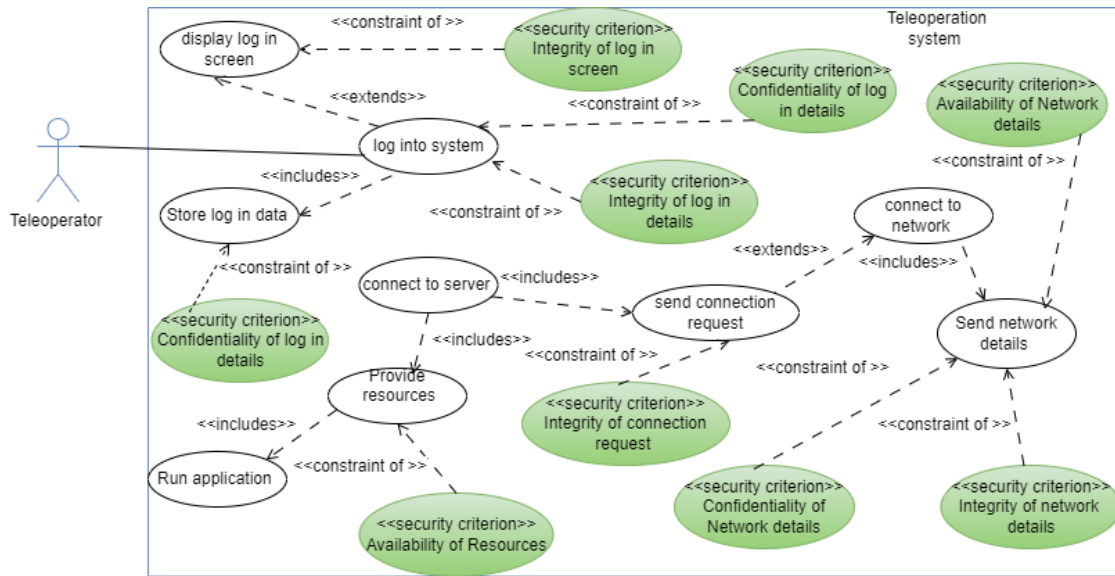 <<constraint of >>
Teleoperation
system
display log in
screen
<<security criterion>>
Integrity of log in
screen
<<security criterion>>
Confidentiality of log
in details
<<security criterion>>
Availability of Network
details
<<extends>>
<<constraint of >>
log into system
<<constraint of >>
<<includes>>
<<security criterion>>
Integrity of log in
details
Teleoperator
Store log in data
<<constraint of >>
connect to
network
<<extends>>
<<constraint of >>
<<includes>>
connect to server
<<includes>>
send connection
request
<<security criterion>>
Confidentiality of log in
details
<<includes>>
Send network
details
<<constraint of >>
<<constraint of >>
Provide
resources
<<security criterion>>
Integrity of connection
request
<<includes>>
<<constraint of >>
Run application
<<security criterion>>
Confidentiality of
Network details
<<security criterion>>
Integrity of network
details
<<security criterion>>
Availability of Resources